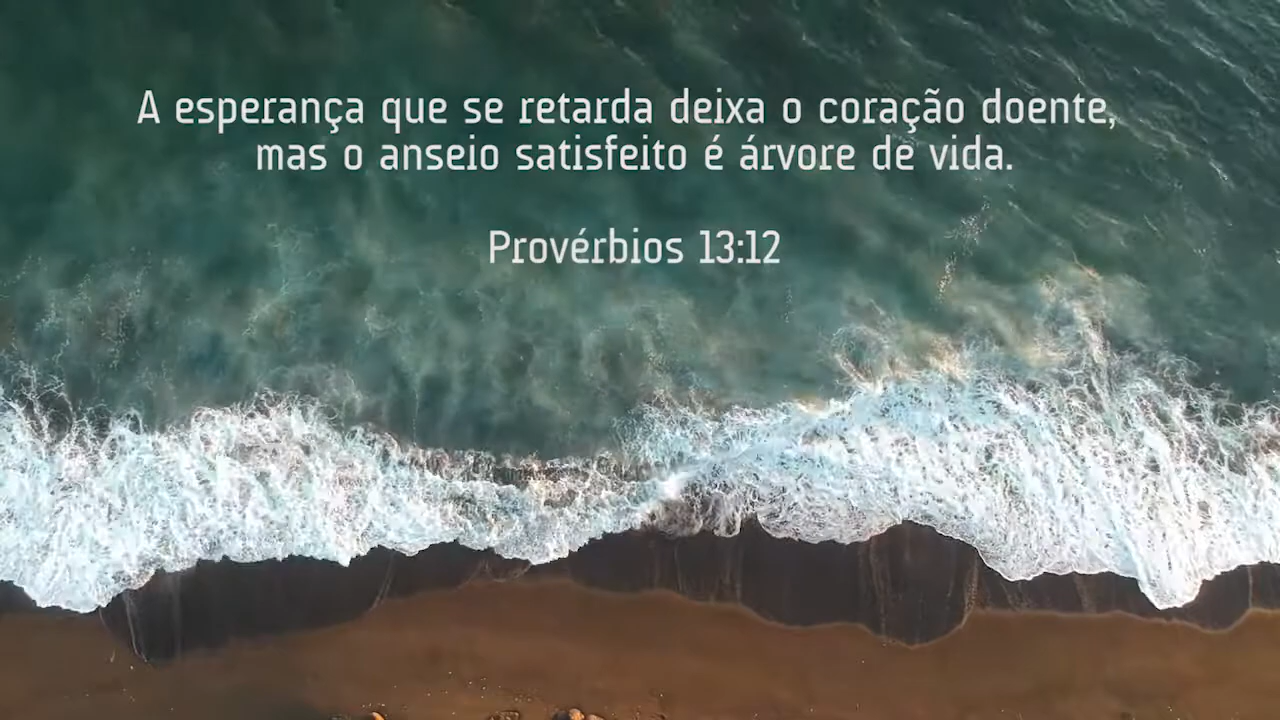 A esperança que se retarda deixa o coração doente,
mas o anseio satisfeito é árvore de vida.
Provérbios 13:12